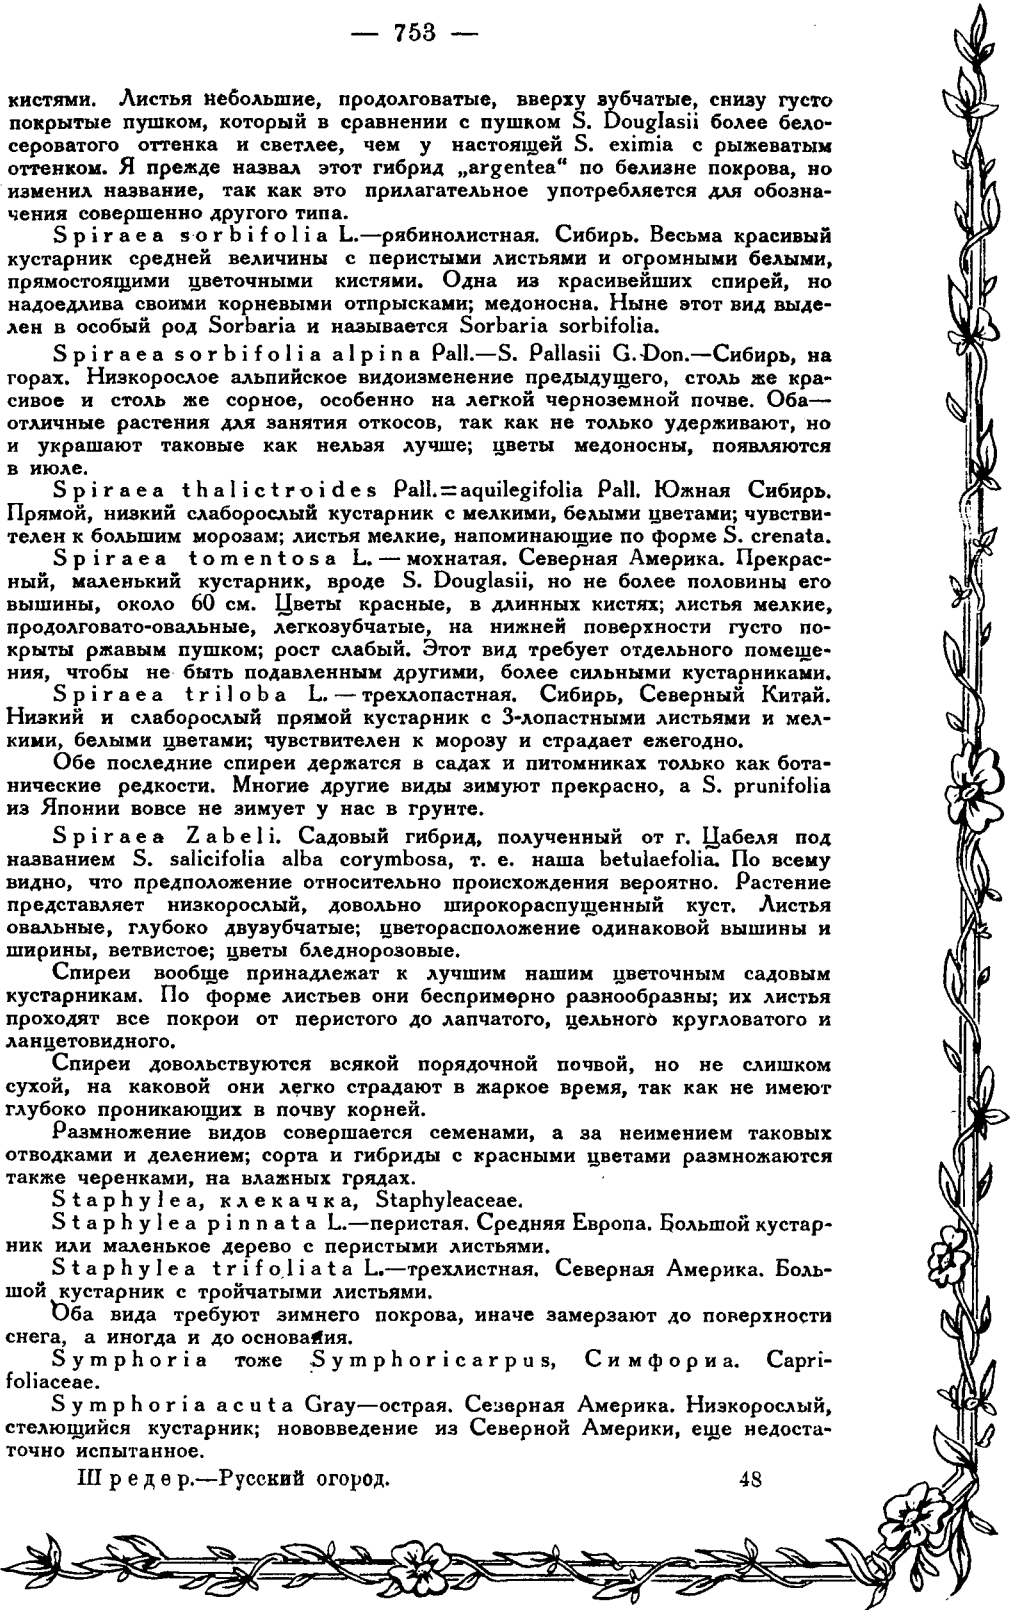 — 753 —
кистями. Листья небольшие, продолговатые, вверху зубчатые, снизу густо
покрытые пушком, который в сравнении с пушком S. Douglasii более бело-
сероватого оттенка и светлее, чем у настоящей S. eximia с рыжеватым
оттенком. Я прежде назвал этот гибрид „argentea“ по белизне покрова, но
изменил название, так как это прилагательное употребляется для обозна-
чения совершенно другого типа.
Spiraea sorbifolia L.—рябинолистная. Сибирь. Весьма красивый
кустарник средней величины с перистыми листьями и огромными белыми,
прямостоящими цветочными кистями. Одна из красивейших спирей, но
надоедлива своими корневыми отпрысками; медоносна. Ныне этот вид выде-
лен в особый род Sorbaria и называется Sorbaria sorbifolia.
Spiraea sorbifolia alpina Pall.—S. Pallasii G. Don.—Сибирь, на
горах. Низкорослое альпийское видоизменение предыдущего, столь же кра-
сивое и столь же сорное, особенно на легкой черноземной почве. Оба—
отличные растения для занятия откосов, так как не только удерживают, но
и украшают таковые как нельзя лучше; цветы медоносны, появляются
в июле.
Spiraea thalictroides Pall.=aquilegifolia Pall. Южная Сибирь.
Прямой, низкий слаборослый кустарник с мелкими, белыми цветами; чувстви-
телен к большим морозам; листья мелкие, напоминающие по форме S. crenata.
Spiraea tomentosa L. — мохнатая. Северная Америка. Прекрас-
ный, маленький кустарник, вроде S. Douglasii, но не более половины его
вышины, около 60 см. Цветы красные, в длинных кистях; листья мелкие,
продолговато-овальные, легкозубчатые, на нижней поверхности густо по-
крыты ржавым пушком; рост слабый. Этот вид требует отдельного помеще-
ния, чтобы не быть подавленным другими, более сильными кустарниками.
Spiraea triloba L. — трехлопастная. Сибирь, Северный Китай.
Низкий и слаборослый прямой кустарник с 3-лопастными листьями и мел-
кими, белыми цветами; чувствителен к морозу и страдает ежегодно.
Обе последние спиреи держатся в садах и питомниках только как бота-
нические редкости. Многие другие виды зимуют прекрасно, а S. prunifolia
из Японии вовсе не зимует у нас в грунте.
Spiraea Zabeli. Садовый гибрид, полученный от г. Цабеля под
названием S. salicifolia alba corymbosa, т. е. наша betulaefolia. По всему
видно, что предположение относительно происхождения вероятно. Растение
представляет низкорослый, довольно широкораспущенный куст. Листья
овальные, глубоко двузубчатые; цветорасположение одинаковой вышины и
ширины, ветвистое; цветы бледнорозовые.
Спиреи вообще принадлежат к лучшим нашим цветочным садовым
кустарникам. По форме листьев они беспримерно разнообразны; их листья
проходят все покрои от перистого до лапчатого, цельного кругловатого и
ланцетовидного.
Спиреи довольствуются всякой порядочной почвой, но не слишком
сухой, на каковой они легко страдают в жаркое время, так как не имеют
глубоко проникающих в почву корней.
Размножение видов совершается семенами, а за неимением таковых
отводками и делением; сорта и гибриды с красными цветами размножаются
также черенками, на влажных грядах.
Staphylea, клекачка, Staphyleaceae.
Staphylea pinnata L.—перистая. Средняя Европа. Большой кустар-
ник или маленькое дерево с перистыми листьями.
Staphylea trifoliata L.—трехлистная. Северная Америка. Боль-
шой кустарник с тройчатыми листьями.
Оба вида требуют зимнего покрова, иначе замерзают до поверхности
снега, а иногда и до основания.
Symphoria тоже Symphoricarpus, Симфориа. Capri-
foliaceae.
Symphoria acuta Gray—острая. Северная Америка. Низкорослый,
стелющийся кустарник; нововведение из Северной Америки, еще недоста-
точно испытанное.
Шредер.—Русский огород. 48